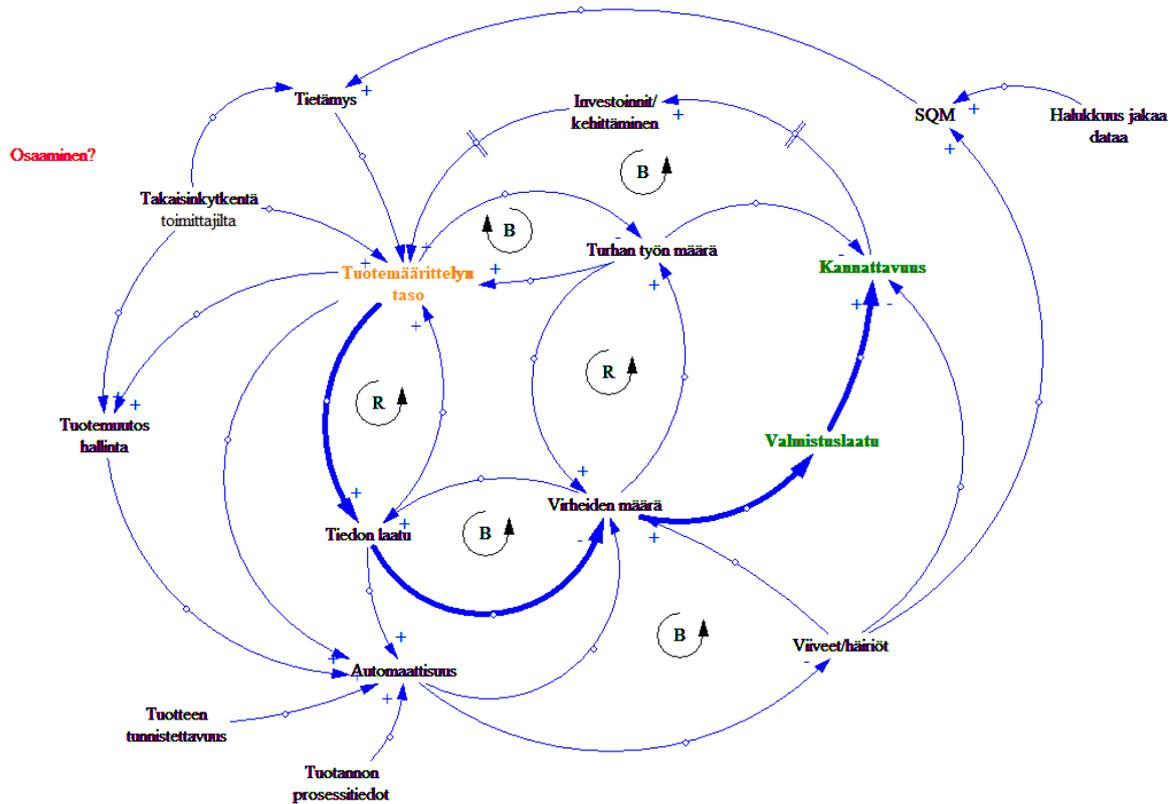 Tietämys
Investoinnit/
kehittäminen
SQM
Halukkuus jakaa
dataa
Osaaminen?
Takaisinkytkentä
toimittajilta
B
B
Turhan työn määrä
Kannattavuus
Tuotemäärittelyn
taso
R
R
Tuotemuutos
hallinta
Valmistuslaatu
Virheiden määrä
Tiedon laatu
B
B
Viiveet/häiriöt
Automaattisuus
Tuotteen
tunnistettavuus
Tuotannon
prosessitiedot